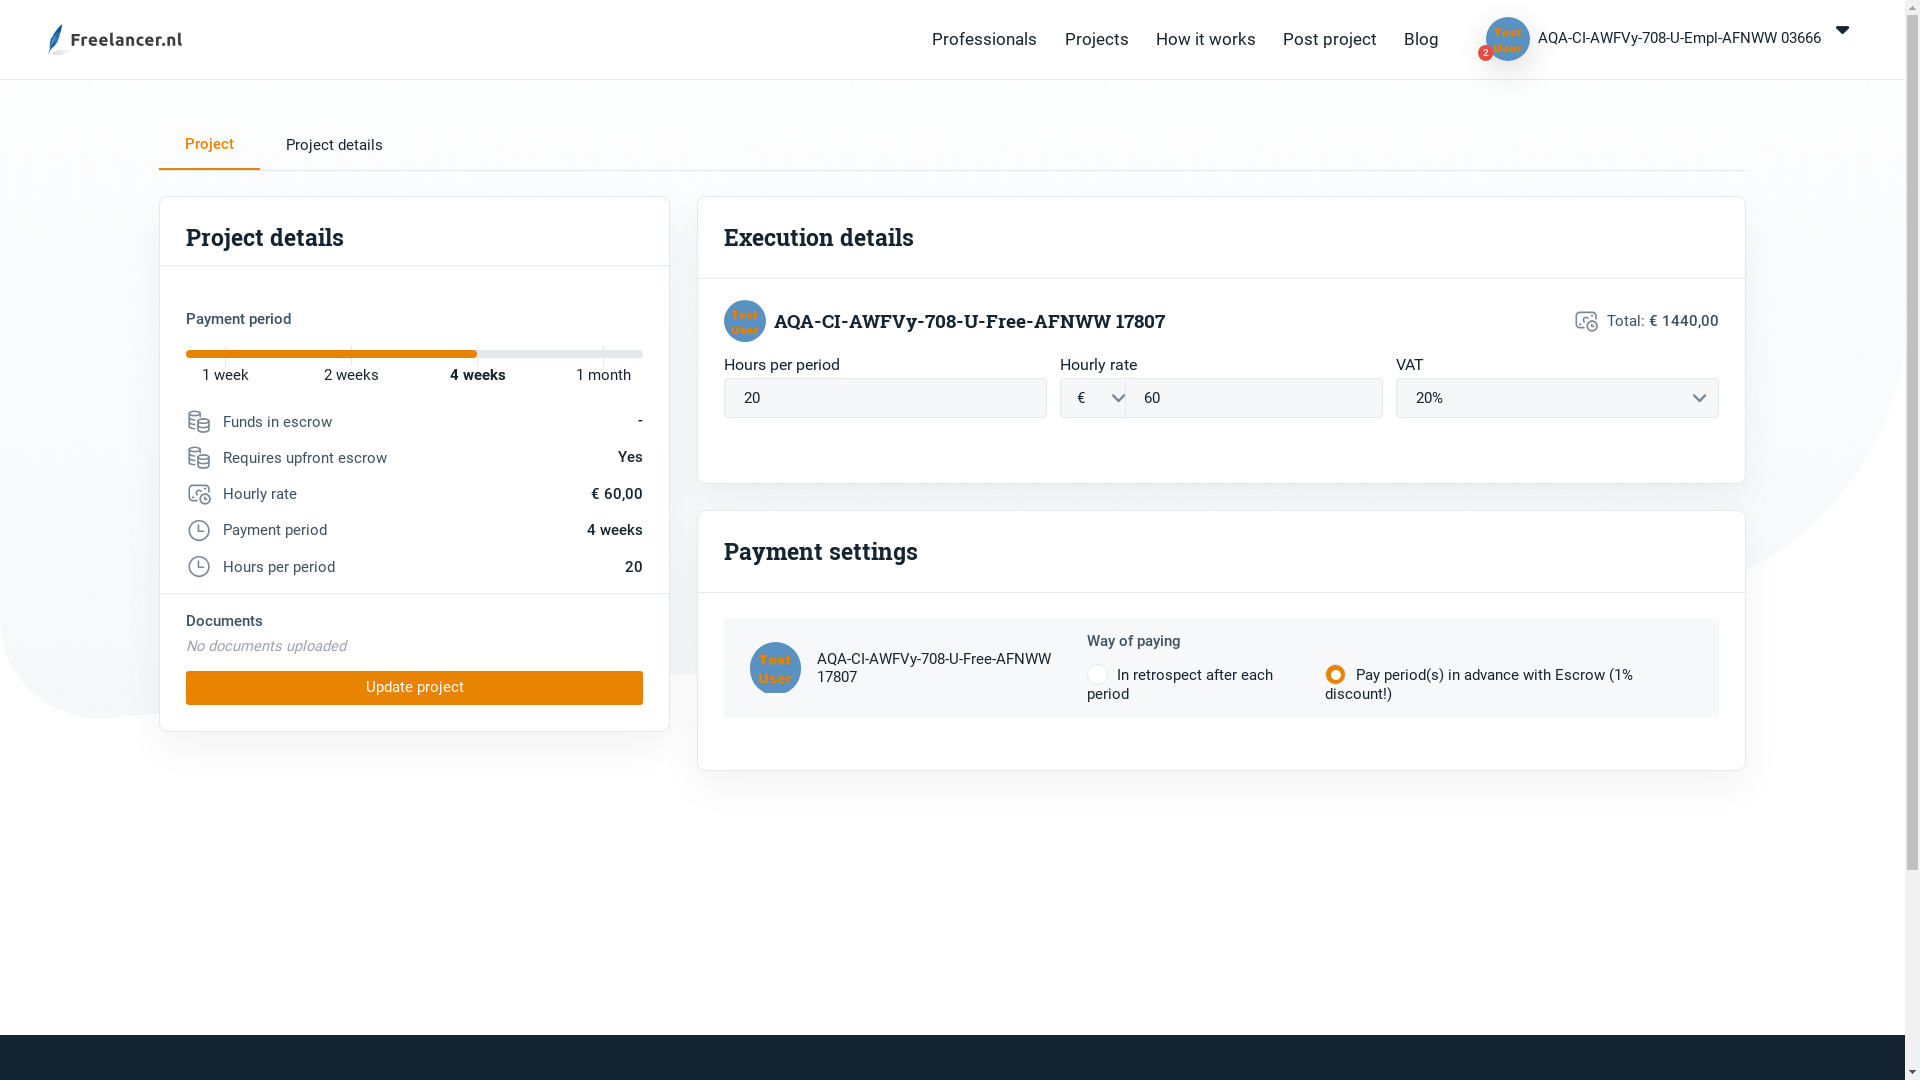 Freelancer.nl
Professionals
Projects
How it works
Post project
Blog
Test
User
2
AQA-CI-AWFVy-708-U-Empl-AFNWW 03666
Project
Project details
Project details
Payment period
1 week
2 weeks
4 weeks
1 month
Funds in escrow
-
Requires upfront escrow
Yes
Hourly rate
€ 60,00
Payment period
4 weeks
Hours per period
20
Documents
No documents uploaded
Update project
Execution details
Test
User
AQA-CI-AWFVy-708-U-Free-AFNWW 17807
Total: € 1440,00
Hours per period
Hourly rate
VAT
20
€
60
20%
Payment settings
Test
User
AQA-CI-AWFVy-708-U-Free-AFNWW
17807
Way of paying
In retrospect after each
period
Pay period(s) in advance with Escrow (1%
discount!)